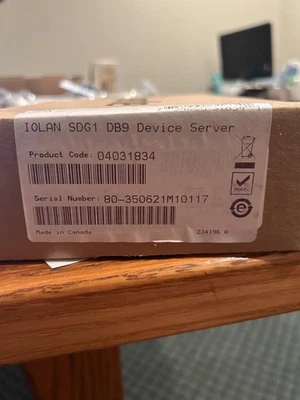 IOLAN SDG1 DB9 Device Server
Product Code: 04031834
Serial Number: 80-350621M10117
Made in Canada
224196 A